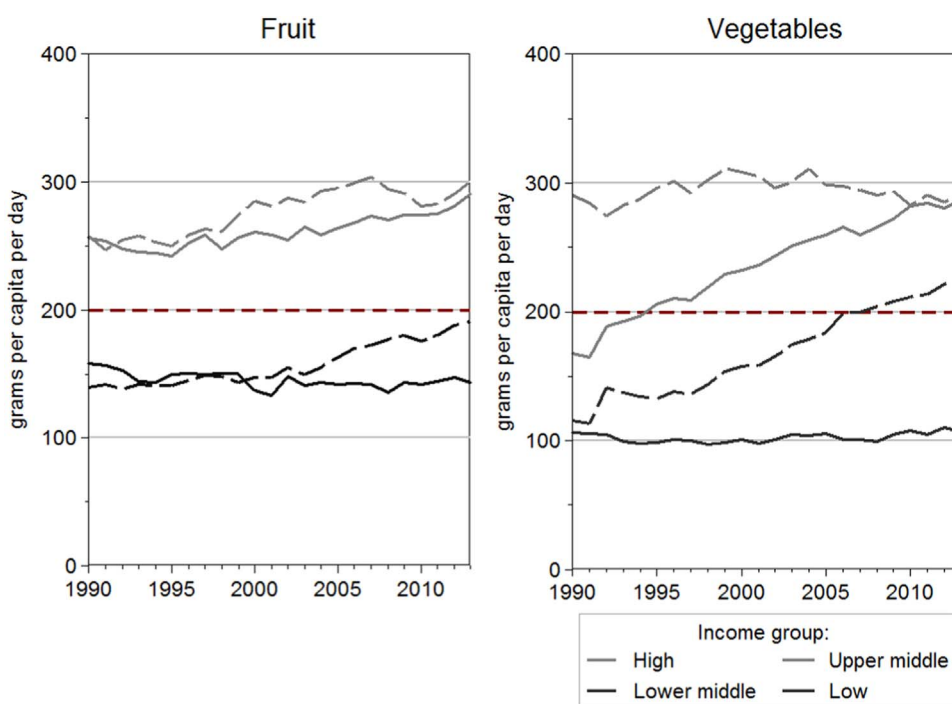 Fruit
Vegetables
grams per capita per day
400
300
200
100
0
1990 1995 2000 2005 2010
grams per capita per day
400
300
200
100
0
1990 1995 2000 2005 2010
Income group:
High Upper middle
Lower middle Low